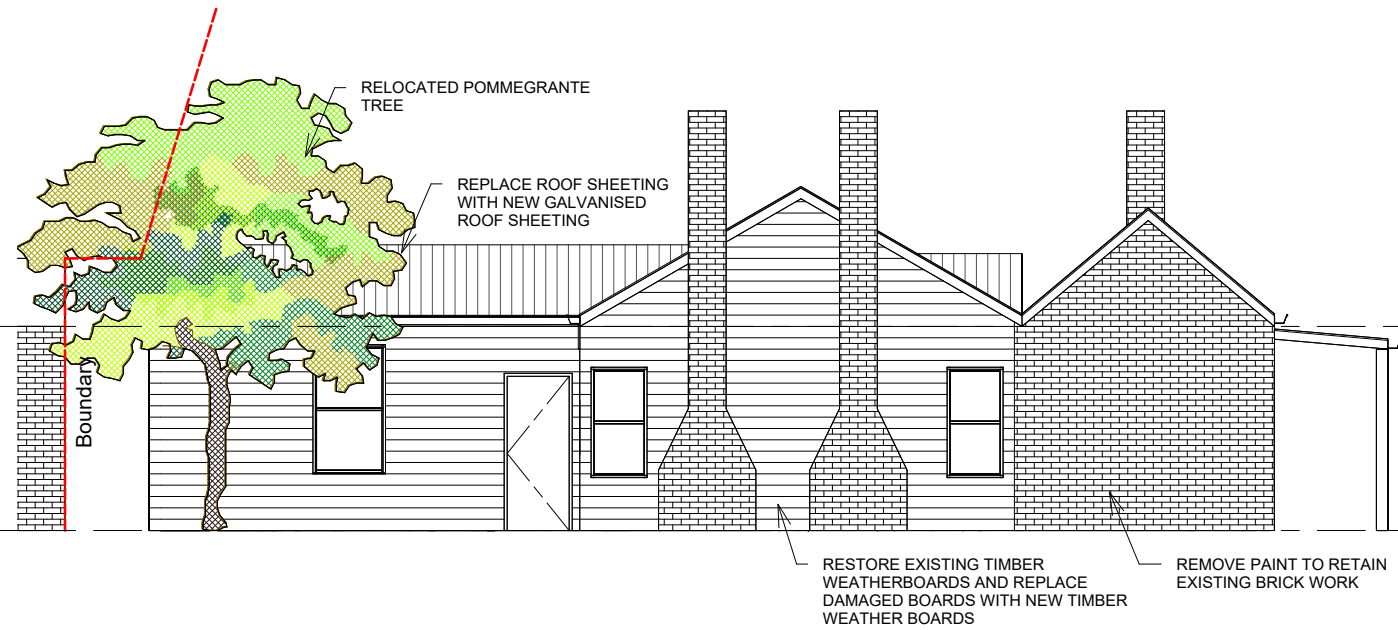 RELOCATED POMMEGRANTE
TREE
REPLACE ROOF SHEETING
WITH NEW GALVANISED
ROOF SHEETING
Boundary
RESTORE EXISTING TIMBER
WEATHERBOARDS AND REPLACE
DAMAGED BOARDS WITH NEW TIMBER
WEATHER BOARDS
REMOVE PAINT TO RETAIN
EXISTING BRICK WORK